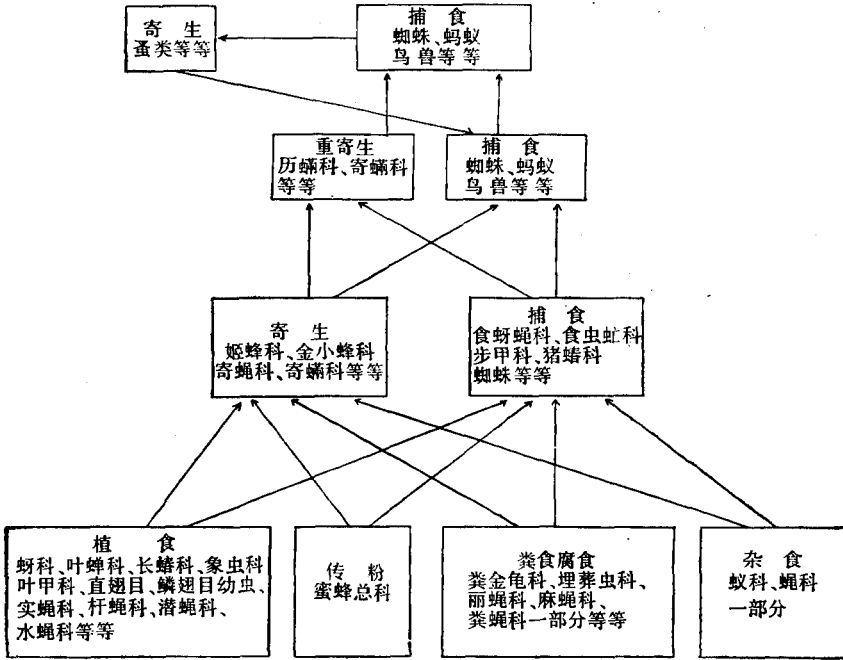 寄 生
蚤类等等
捕 食
蜘蛛、蚂蚁
鸟兽等等
重寄生
历螨科、寄螨科
等等
捕 食
蜘蛛、蚂蚁
鸟兽等等
寄 生
姬蜂科、金小蜂科
寄蝇科、寄螨科等等
捕 食
食蚜蝇科、食虫虻科
步甲科、猪蝽科
蜘蛛等等
植 食
蚜科、叶蝉科、长蝽科、象虫科
叶甲科、直翅目、鳞翅目幼虫、
实蝇科、杆蝇科、潜蝇科、
水蝇科等等
传 粉
蜜蜂总科
粪食腐食
粪金龟科、埋葬虫科、
丽蝇科、麻蝇科、
粪蝇科一部分等等
杂 食
蚁科、蝇科
一部分